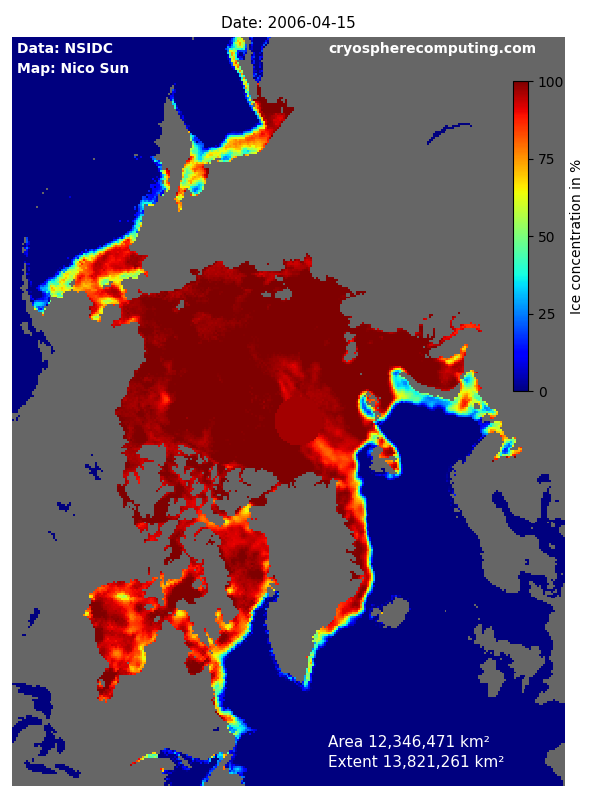 Date: 2006-04-15
Data: NSIDC
Map: Nico Sun
cryospherecomputing.com
100
75
50
25
0
Ice concentration in %
Area 12,346,471 km²
Extent 13,821,261 km²